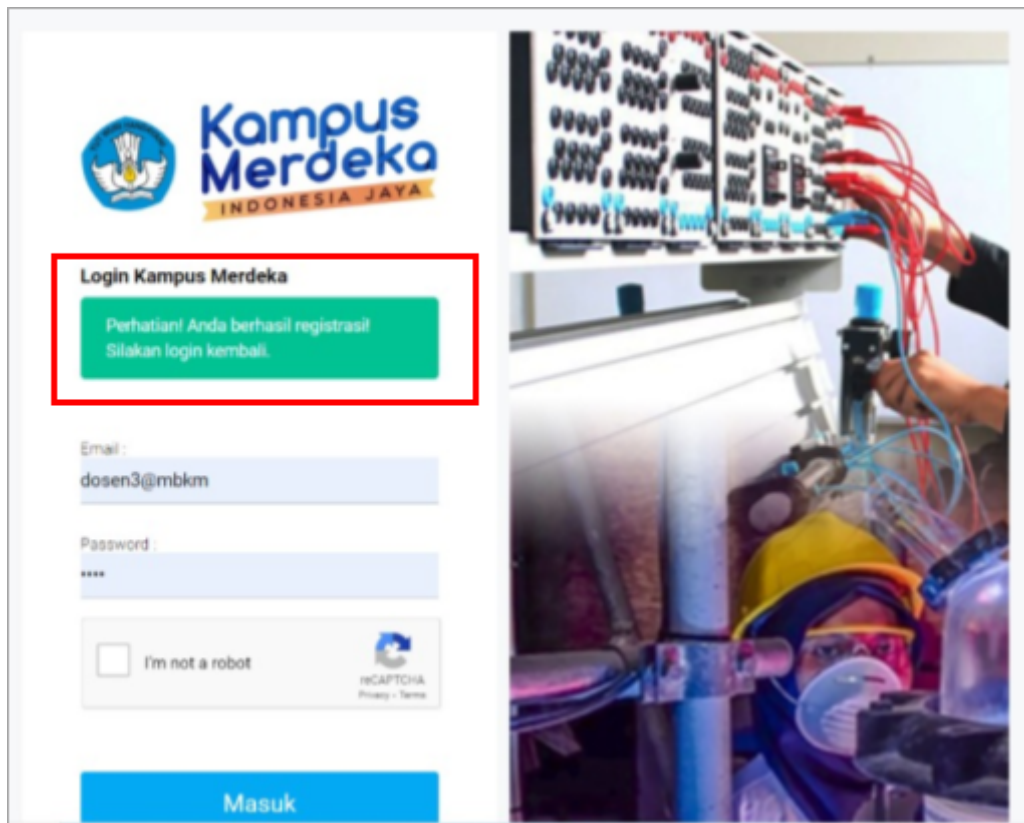 Kampus
Merdeka
INDONESIA JAYA
Login Kampus Merdeka
Perhatian! Anda berhasil registrasi!
Silakan login kembali.
Email :
dosen3@mbkm
Password :
••••
I'm not a robot
reCAPTCHA
Privacy - Terms
Masuk